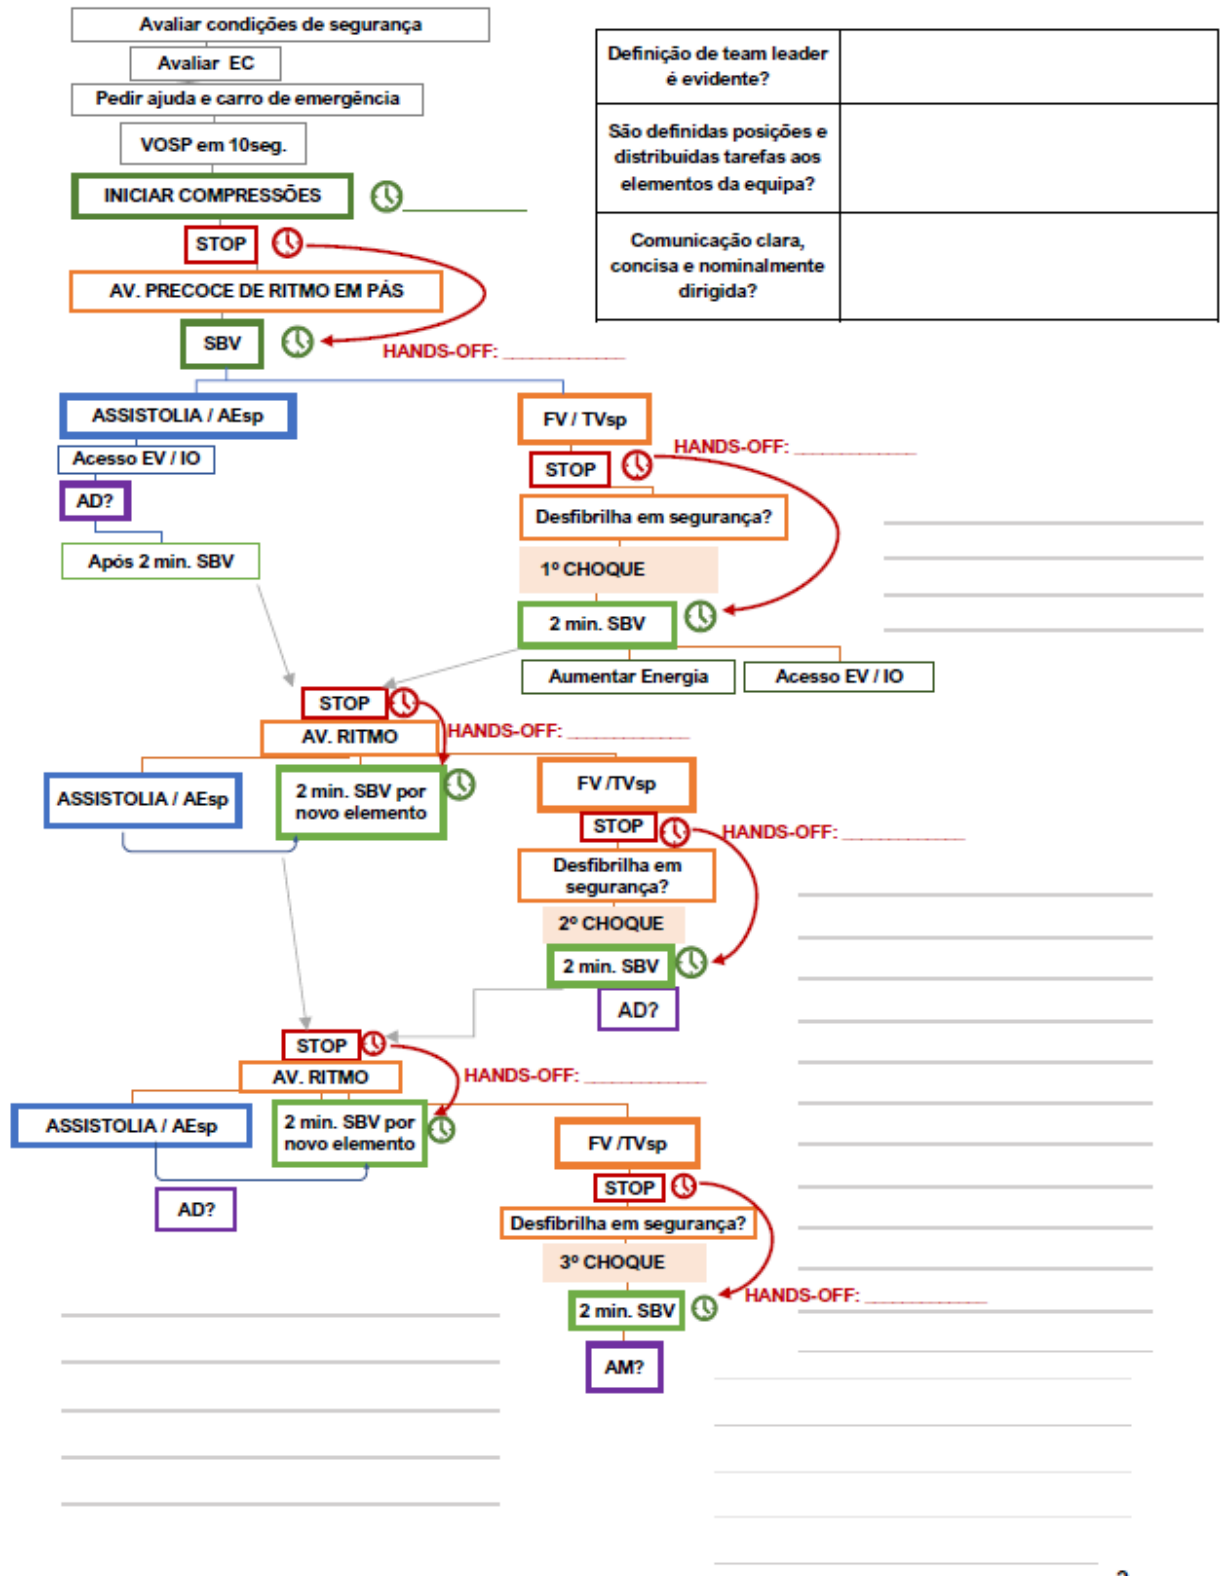 Avaliar condições de segurança
Avaliar EC
Pedir ajuda e carro de emergência
VOSP em 10seg.
INICIAR COMPRESSÕES
STOP
AV. PRECOCE DE RITMO EM PÁS
SBV
HANDS-OFF: ___________
Definição de team leader
é evidente?
São definidas posições e
distribuidas tarefas aos
elementos da equipa?
Comunicação clara,
concisa e nominalmente
dirigida?
ASSISTOLIA / AEsp
Acesso EV / IO
AD?
Após 2 min. SBV
FV / TVsp
HANDS-OFF: ___________
STOP
Desfibrilha em segurança?
1º CHOQUE
2 min. SBV
Aumentar Energia
Acesso EV / IO
STOP
AV. RITMO
HANDS-OFF: ___________
ASSISTOLIA / AEsp
2 min. SBV por
novo elemento
FV /TVsp
STOP
HANDS-OFF: ___________
Desfibrilha em
segurança?
2º CHOQUE
2 min. SBV
AD?
STOP
AV. RITMO
HANDS-OFF: ___________
ASSISTOLIA / AEsp
2 min. SBV por
novo elemento
AD?
FV /TVsp
STOP
Desfibrilha em segurança?
3º CHOQUE
HANDS-OFF: ___________
2 min. SBV
AM?